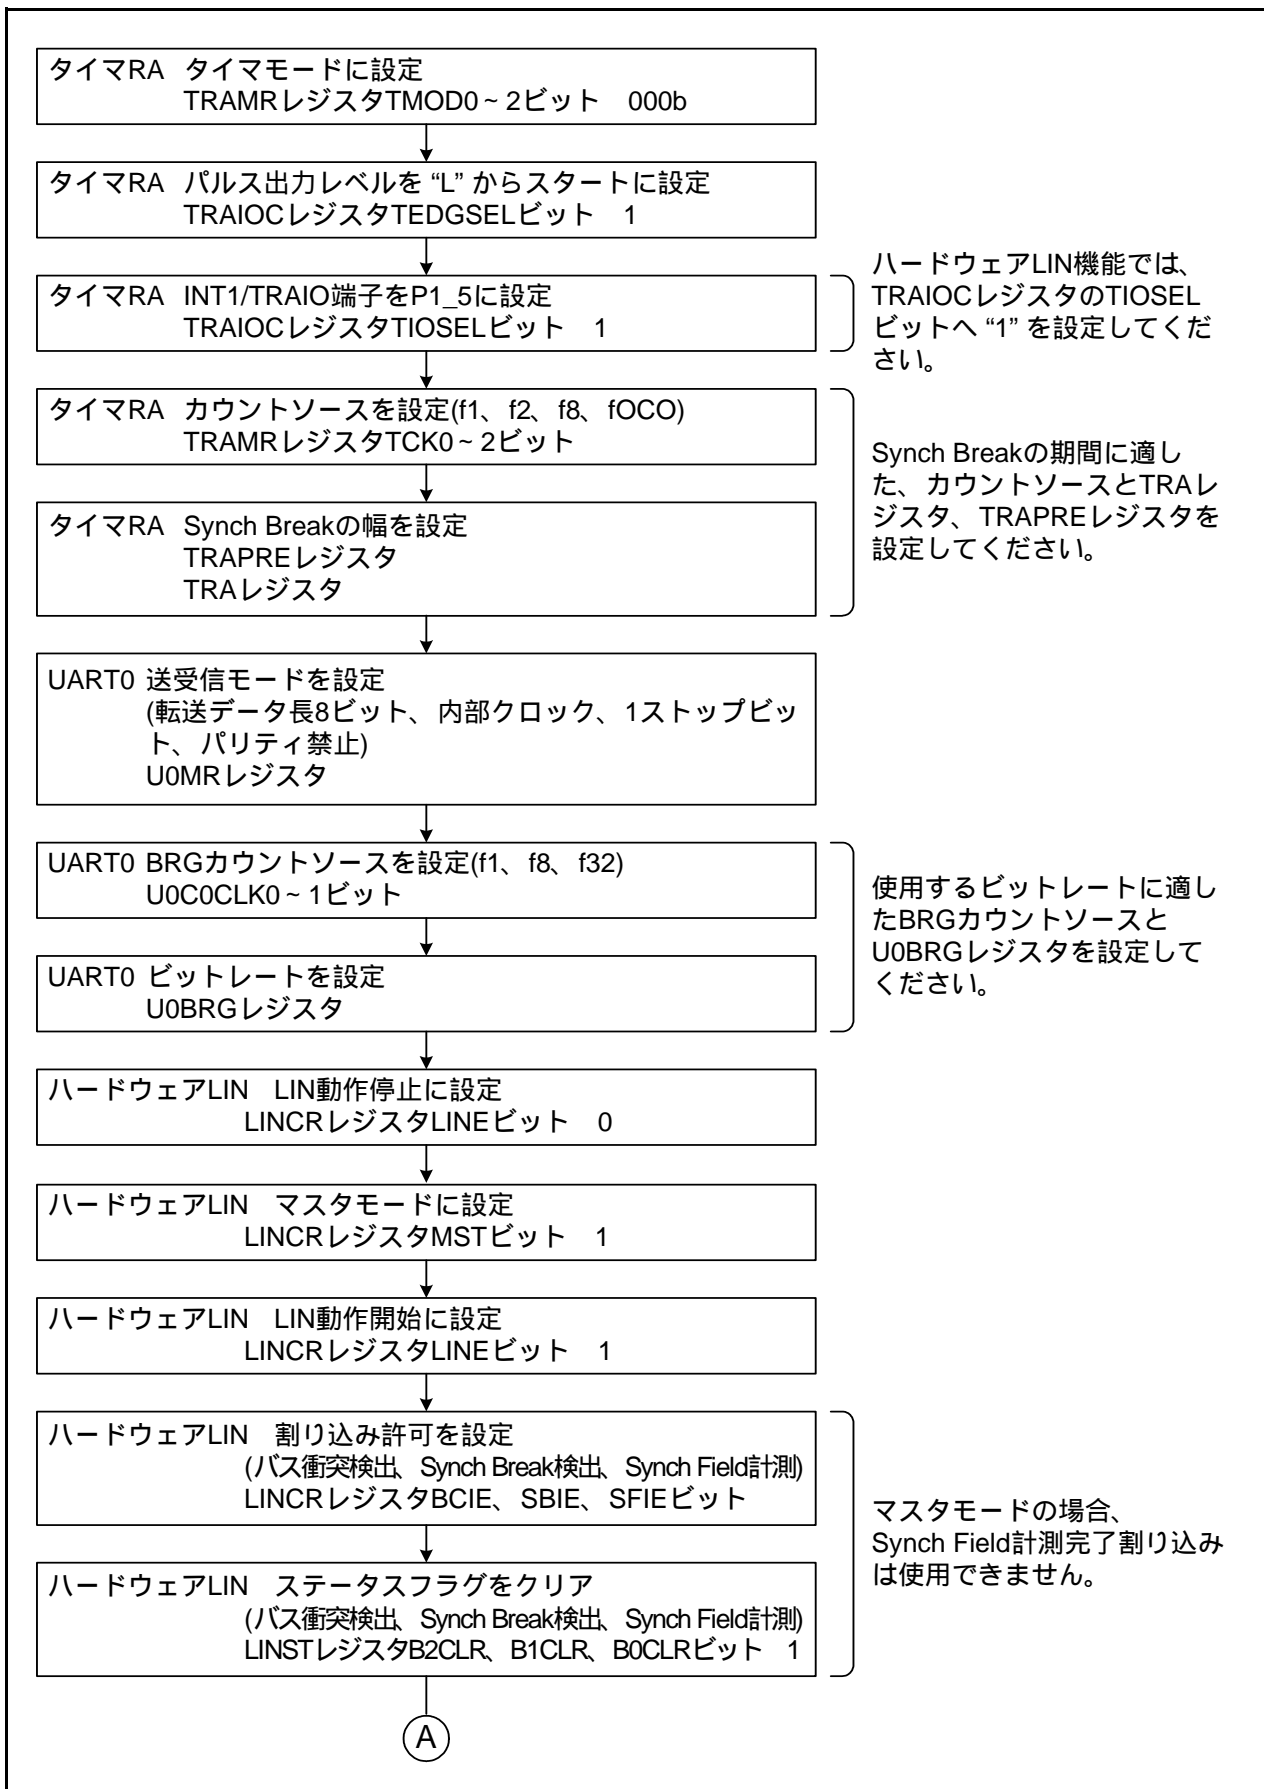 タイマRA タイマモードに設定
TRAMRレジスタTMOD0～2ビット 000b
タイマRA パルス出力レベルを “L” からスタートに設定
TRAIOCレジスタTEDGSELビット 1
タイマRA INT1/TRAIO端子をP1_5に設定
TRAIOCレジスタTIOSELビット 1
ハードウェアLIN機能では、
TRAIOCレジスタのTIOSEL
ビットへ “1” を設定してくだ
さい。
タイマRA カウントソースを設定(f1、f2、f8、fOCO)
TRAMRレジスタTCK0～2ビット
タイマRA Synch Breakの幅を設定
TRAPREレジスタ
TRAレジスタ
Synch Breakの期間に適し
た、カウントソースとTRAレ
ジスタ、TRAPREレジスタを
設定してください。
UART0 送受信モードを設定
(転送データ長8ビット、内部クロック、1ストップビッ
ト、パリティ禁止)
U0MRレジスタ
UART0 BRGカウントソースを設定(f1、f8、f32)
U0C0CLK0～1ビット
UART0 ビットレートを設定
U0BRGレジスタ
使用するビットレートに適し
たBRGカウントソースと
U0BRGレジスタを設定して
ください。
ハードウェアLIN LIN動作停止に設定
LINCRレジスタLINEビット 0
ハードウェアLIN マスタモードに設定
LINCRレジスタMSTビット 1
ハードウェアLIN LIN動作開始に設定
LINCRレジスタLINEビット 1
ハードウェアLIN 割り込み許可を設定
(バス衝突検出、Synch Break検出、Synch Field計測)
LINCRレジスタBCIE、SBIE、SFIEビット
ハードウェアLIN ステータスフラグをクリア
(バス衝突検出、Synch Break検出、Synch Field計測)
LINSTレジスタB2CLR、B1CLR、B0CLRビット 1
マスタモードの場合、
Synch Field計測完了割り込み
は使用できません。
A